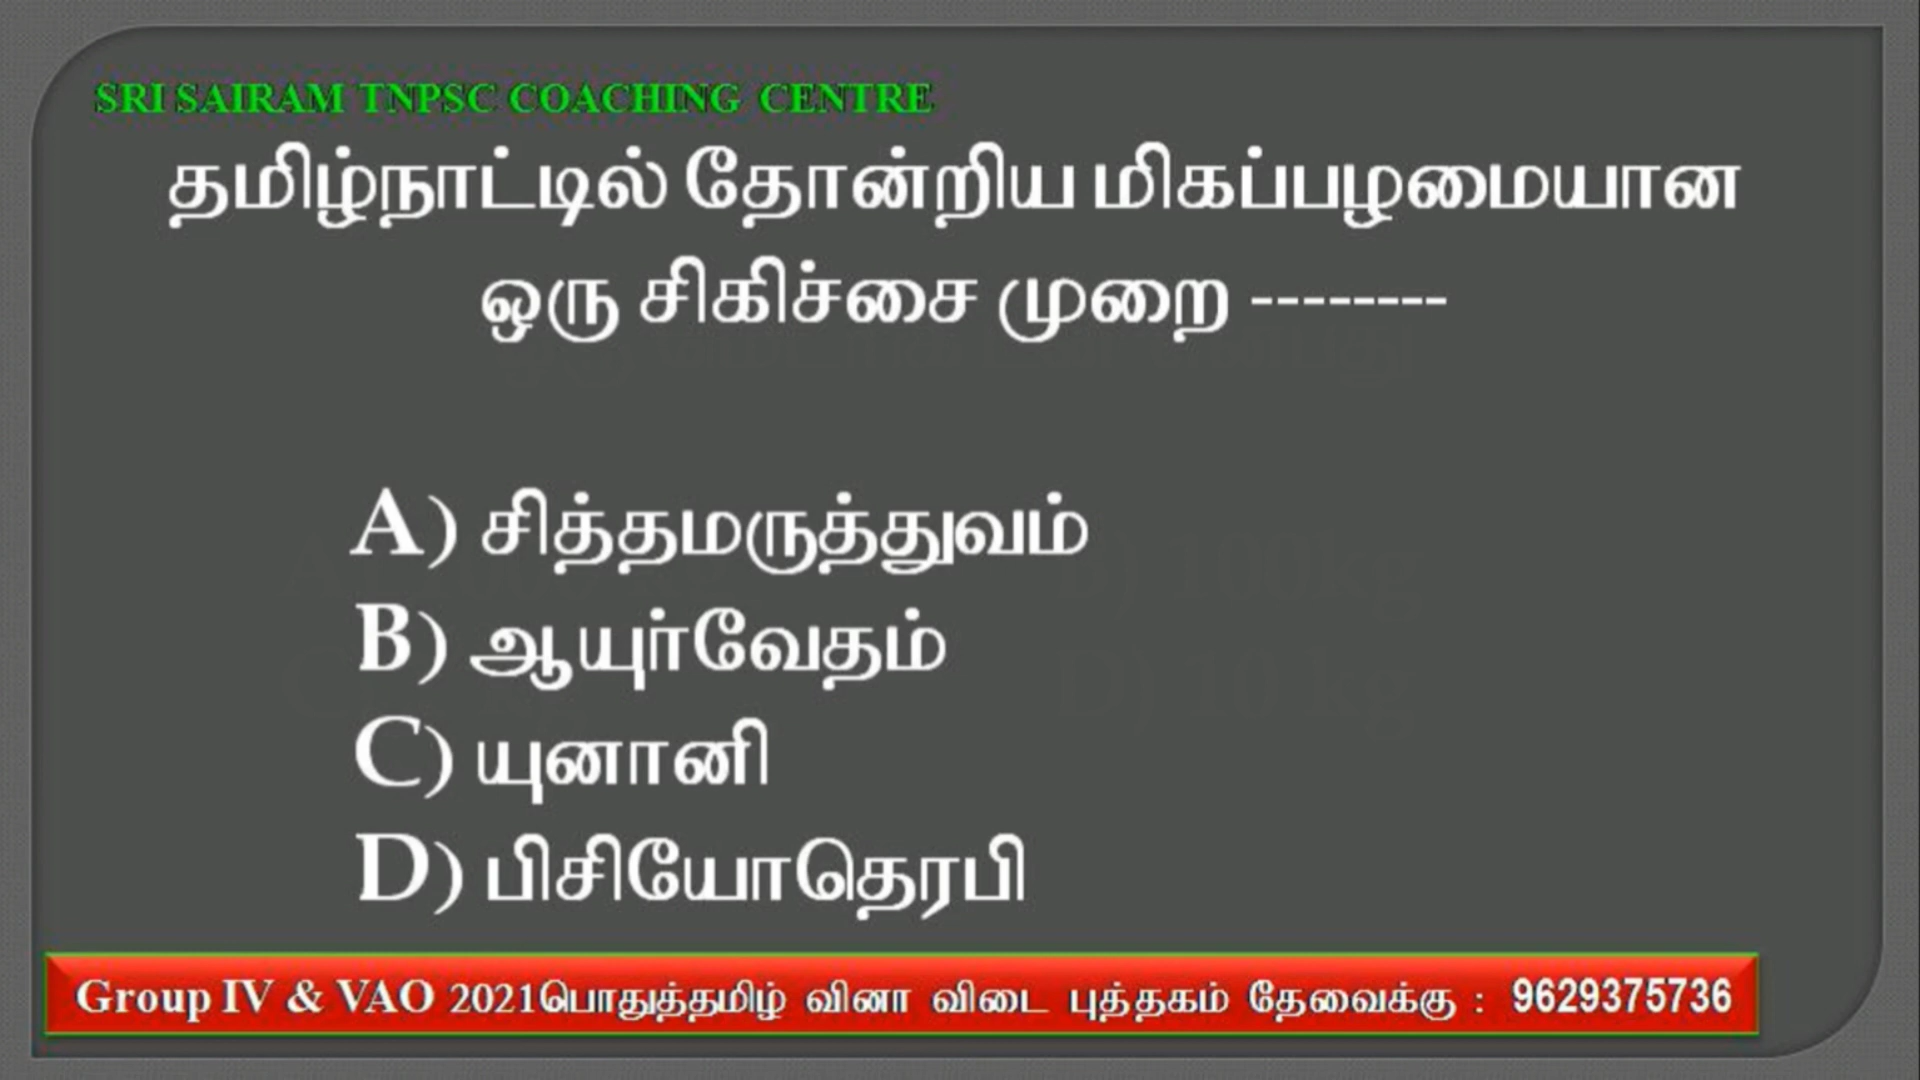 SRI SAIRAM TNPSC COACHING CENTRE
தமிழ்நாட்டில் தோன்றிய மிகப்பழமையான
ஒரு சிகிச்சை முறை --------
A) சித்தமருத்துவம்
B) ஆயுர்வேதம்
C) யுனானி
D) பிசியோதெரபி
Group IV & VAO 2021பொதுத்தமிழ் வினா விடை புத்தகம் தேவைக்கு : 9629375736